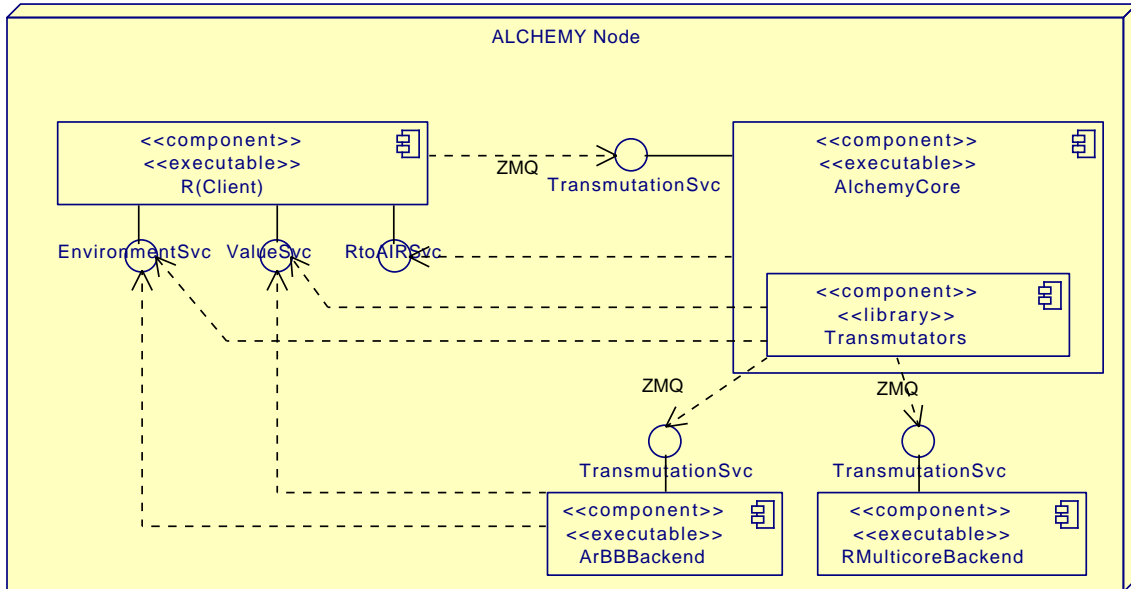 ALCHEMY Node
<<component>>
<<executable>>
R(Client)
ZMQ
TransmutationSvc
<<component>>
<<executable>>
AlchemyCore
EnvironmentSvc
ValueSvc
RtoAIRSvc
<<component>>
<<library>>
Transmutators
ZMQ
ZMQ
TransmutationSvc
TransmutationSvc
<<component>>
<<executable>>
ArBBBackend
<<component>>
<<executable>>
RMulticoreBackend